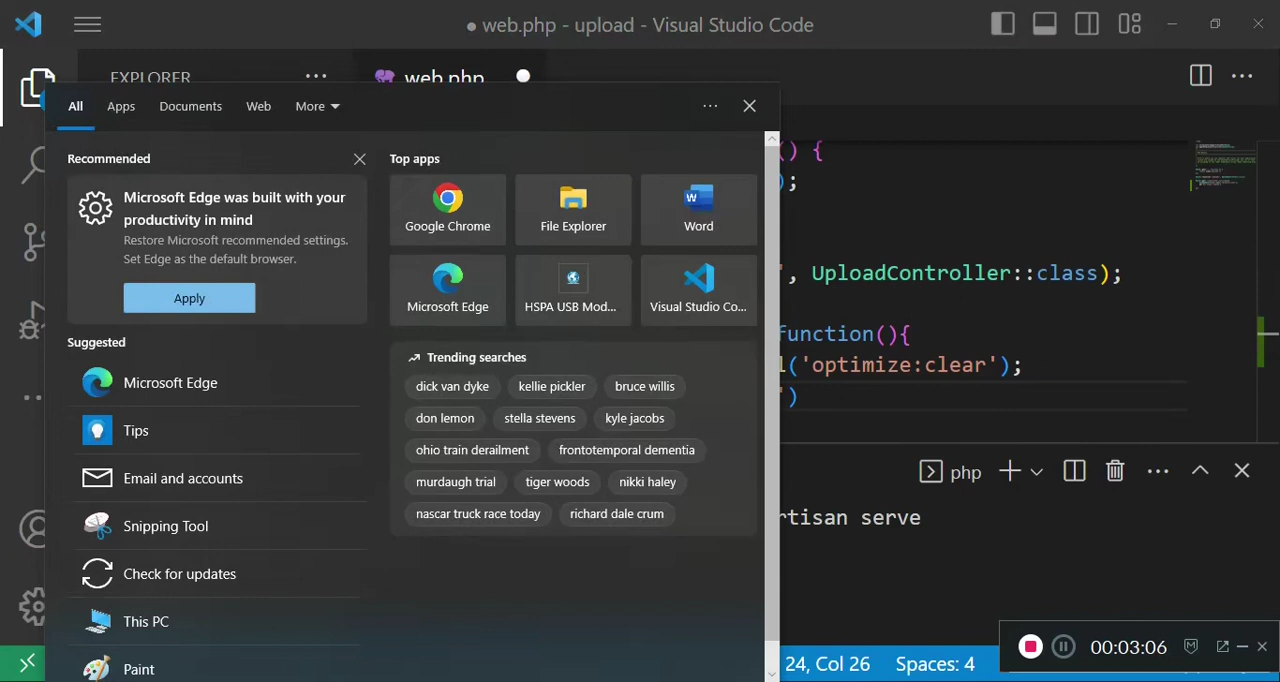 ● web.php - upload - Visual Studio Code
EXPLORER
web.php
All
Apps
Documents
Web
More
Recommended
Microsoft Edge was built with your
productivity in mind
Restore Microsoft recommended settings.
Set Edge as the default browser.
Apply
Suggested
Microsoft Edge
Tips
Email and accounts
Snipping Tool
Check for updates
This PC
Paint
Top apps
Google Chrome
File Explorer
Word
Microsoft Edge
HSPA USB Mod...
Visual Studio Co...
Trending searches
dick van dyke
kellie pickler
bruce willis
don lemon
stella stevens
kyle jacobs
ohio train derailment
frontotemporal dementia
murdaugh trial
tiger woods
nikki haley
nascar truck race today
richard dale crum
() {
);
', UploadController::class);
function(){
l('optimize:clear');
')
php
rtisan serve
24, Col 26
Spaces: 4
00:03:06